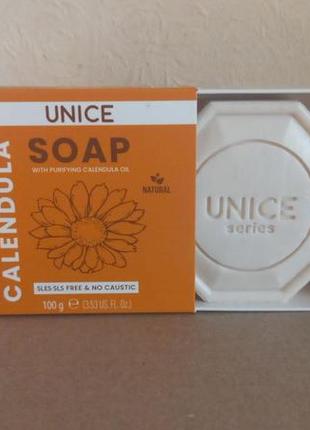 UNICE
SOAP
WITH PURIFYING CALENDULA OIL
NATURAL
CALENDULA
SLES-SLS FREE & NO CAUSTIC
100 g ℮ (3.53 US. FL. Oz.)
UNICE
series